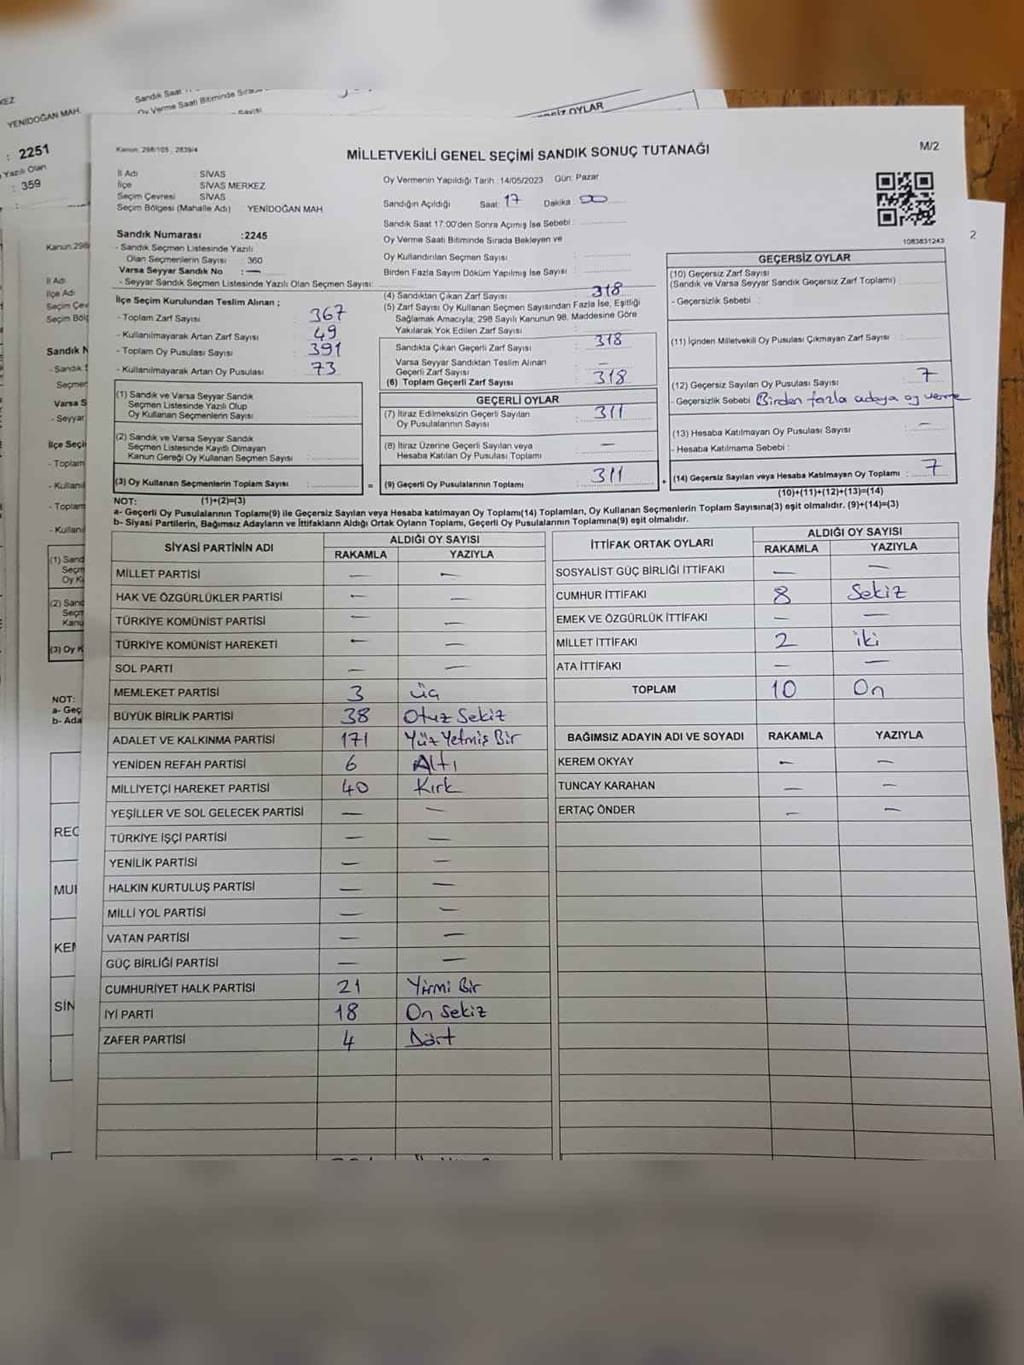 Sandık Saat
Oy Verme Saati Bitiminde
YENİDOĞAN MAH.
OYLAR
: 2251
Yazılı Olan
: 359
Kanun: 298/105 , 2839/4
MİLLETVEKİLİ GENEL SEÇİMİ SANDIK SONUÇ TUTANAĞI
M/2
İl Adı : SİVAS
İlçe : SİVAS MERKEZ
Seçim Çevresi : SİVAS
Seçim Bölgesi (Mahalle Adı) YENİDOĞAN MAH
Sandık Numarası :2245
- Sandık Seçmen Listesinde Yazılı
Olan Seçmenlerin Sayısı : 360
Varsa Seyyar Sandık No : —
- Seyyar Sandık Seçmen Listesinde Yazılı Olan Seçmen Sayısı:
Oy Vermenin Yapıldığı Tarih :14/05/2023 Gün: Pazar
Sandığın Açıldığı Saat: 17 Dakika 00
Sandık Saat 17:00'den Sonra Açımış İse Sebebi :
Oy Verme Saati Bitiminde Sırada Bekleyen ve
Oy Kullandırılan Seçmen Sayısı :
Birden Fazla Sayım Döküm Yapılmış İse Sayısı :
1083831243
2
İlçe Seçim Kurulundan Teslim Alınan ;
- Toplam Zarf Sayısı : 367
- Kullanılmayarak Artan Zarf Sayısı : 49
- Toplam Oy Pusulası Sayısı : 391
- Kullanılmayarak Artan Oy Pusulası : 73
(1) Sandık ve Varsa Seyyar Sandık
Seçmen Listesinde Yazılı Olup
Oy Kullanan Seçmenlerin Sayısı :
(2) Sandık ve Varsa Seyyar Sandık
Seçmen Listesinde Kayıtlı Olmayan
Kanun Gereği Oy Kullanan Seçmen Sayısı :
(3) Oy Kullanan Seçmenlerin Toplam Sayısı :
(4) Sandıktan Çıkan Zarf Sayısı : 318
(5) Zarf Sayısı Oy Kullanan Seçmen Sayısından Fazla İse, Eşitliği
Sağlamak Amacıyla; 298 Sayılı Kanunun 98. Maddesine Göre
Yakılarak Yok Edilen Zarf Sayısı :
Sandıkta Çıkan Geçerli Zarf Sayısı : 318
Varsa Seyyar Sandıktan Teslim Alınan
Geçerli Zarf Sayısı : —
(6) Toplam Geçerli Zarf Sayısı : 318
GEÇERLİ OYLAR
(7) İtiraz Edilmeksizin Geçerli Sayılan
Oy Pusulalarının Sayısı : 311
(8) İtiraz Üzerine Geçerli Sayılan veya
Hesaba Katılan Oy Pusulası Toplamı : —
= (9) Geçerli Oy Pusulalarının Toplamı : 311
GEÇERSİZ OYLAR
(10) Geçersiz Zarf Sayısı
(Sandık ve Varsa Seyyar Sandık Geçersiz Zarf Toplamı) :
- Geçersizlik Sebebi :
(11) İçinden Milletvekili Oy Pusulası Çıkmayan Zarf Sayısı :
(12) Geçersiz Sayılan Oy Pusulası Sayısı : 7
- Geçersizlik Sebebi : Birden fazla adaya oy verme
(13) Hesaba Katılmayan Oy Pusulası Sayısı : —
- Hesaba Katılmama Sebebi :
+ (14) Geçersiz Sayılan veya Hesaba Katılmayan Oy Toplamı : 7
NOT: (1)+(2)=(3)
(10)+(11)+(12)+(13)=(14)
a- Geçerli Oy Pusulalarının Toplamı(9) ile Geçersiz Sayılan veya Hesaba katılmayan Oy Toplamı(14) Toplamları, Oy Kullanan Seçmenlerin Toplam Sayısına(3) eşit olmalıdır. (9)+(14)=(3)
b- Siyasi Partilerin, Bağımsız Adayların ve İttifakların Aldığı Ortak Oyların Toplamı, Geçerli Oy Pusulalarının Toplamına(9) eşit olmalıdır.
SİYASİ PARTİNİN ADI ALDIĞI OY SAYISI
RAKAMLA YAZIYLA
MİLLET PARTİSİ — —
HAK VE ÖZGÜRLÜKLER PARTİSİ — —
TÜRKİYE KOMÜNİST PARTİSİ — —
TÜRKİYE KOMÜNİST HAREKETİ — —
SOL PARTİ — —
MEMLEKET PARTİSİ 3 üç
BÜYÜK BİRLİK PARTİSİ 38 Otuz Sekiz
ADALET VE KALKINMA PARTİSİ 171 Yüz Yetmiş Bir
YENİDEN REFAH PARTİSİ 6 Altı
MİLLİYETÇİ HAREKET PARTİSİ 40 Kırk
YEŞİLLER VE SOL GELECEK PARTİSİ — —
TÜRKİYE İŞÇİ PARTİSİ — —
YENİLİK PARTİSİ — —
HALKIN KURTULUŞ PARTİSİ — —
MİLLİ YOL PARTİSİ — —
VATAN PARTİSİ — —
GÜÇ BİRLİĞİ PARTİSİ — —
CUMHURİYET HALK PARTİSİ 21 Yirmi Bir
İYİ PARTİ 18 On Sekiz
ZAFER PARTİSİ 4 Dört
İTTİFAK ORTAK OYLARI ALDIĞI OY SAYISI
RAKAMLA YAZIYLA
SOSYALİST GÜÇ BİRLİĞİ İTTİFAKI — —
CUMHUR İTTİFAKI 8 Sekiz
EMEK VE ÖZGÜRLÜK İTTİFAKI — —
MİLLET İTTİFAKI 2 iki
ATA İTTİFAKI — —
TOPLAM 10 On
BAĞIMSIZ ADAYIN ADI VE SOYADI RAKAMLA YAZIYLA
KEREM OKYAY — —
TUNCAY KARAHAN — —
ERTAÇ ÖNDER — —